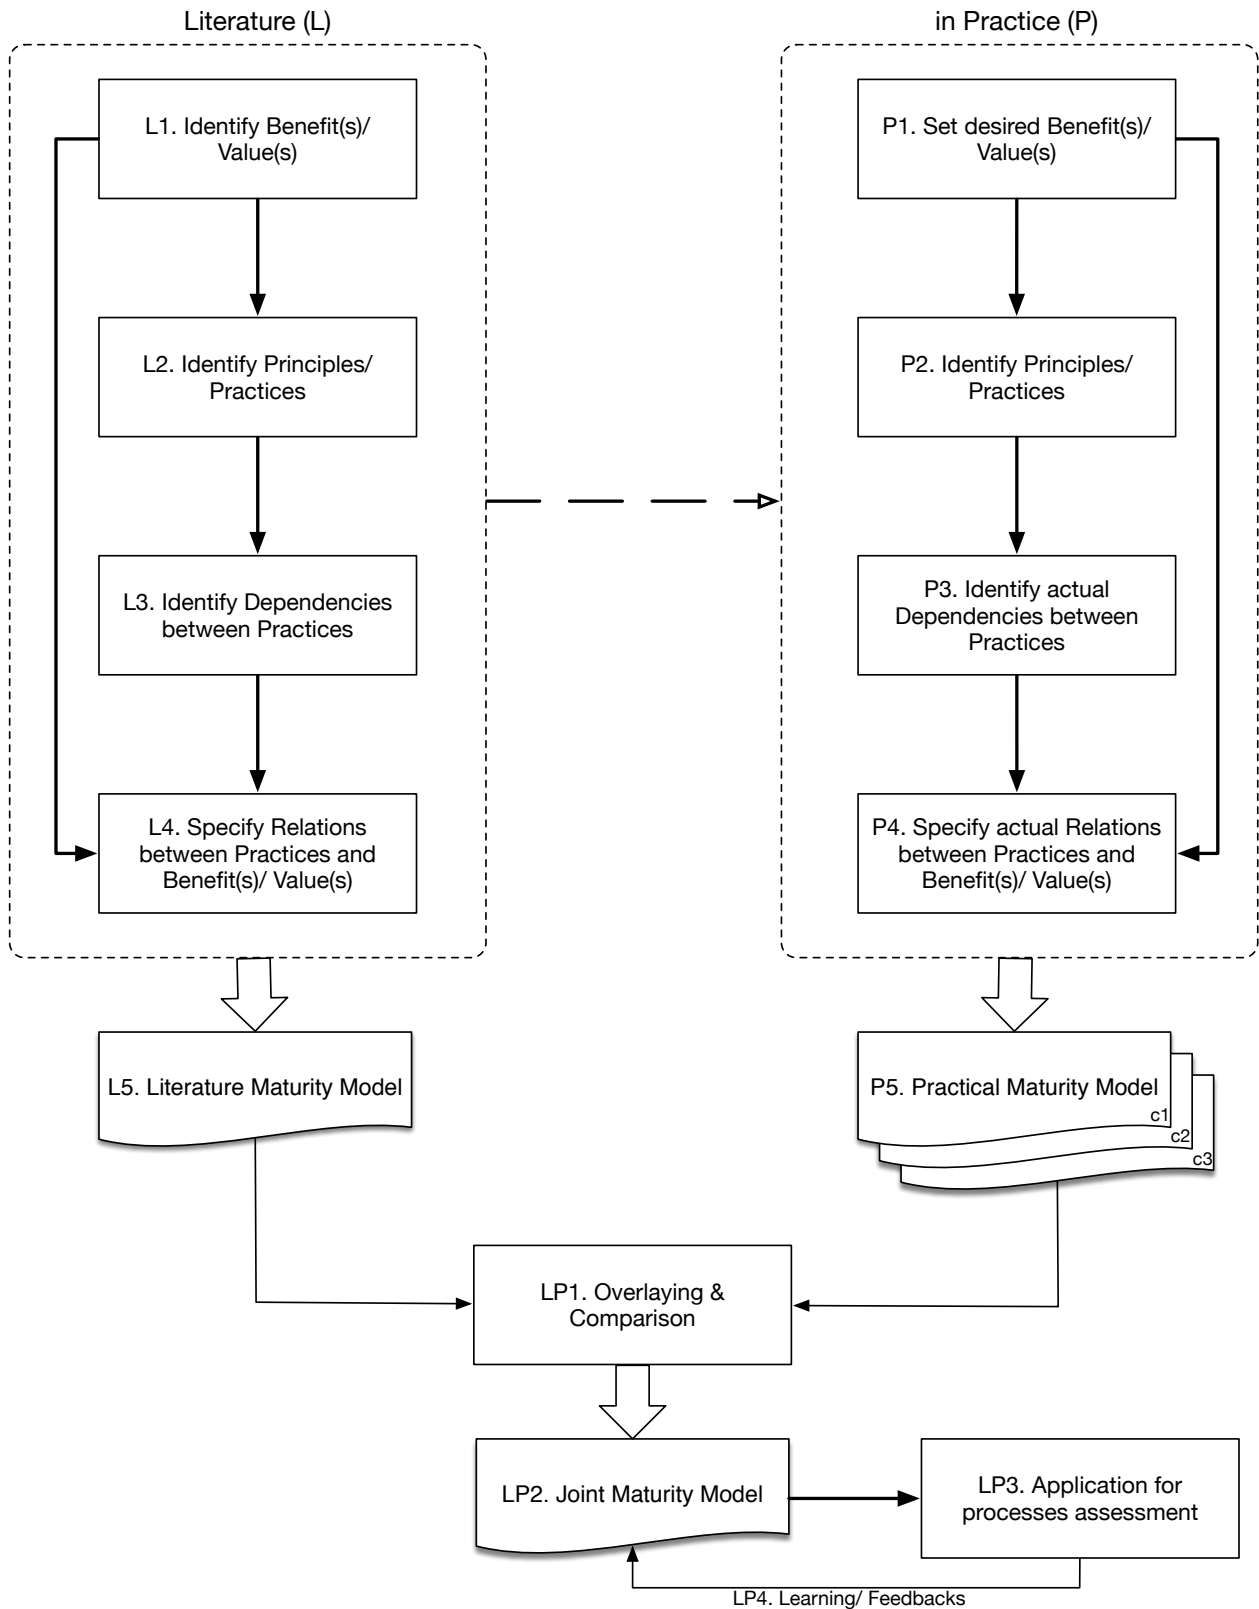 Literature (L)
in Practice (P)
L1. Identify Benefit(s)/
Value(s)
P1. Set desired Benefit(s)/
Value(s)
L2. Identify Principles/
Practices
P2. Identify Principles/
Practices
L3. Identify Dependencies
between Practices
P3. Identify actual
Dependencies between
Practices
L4. Specify Relations
between Practices and
Benefit(s)/ Value(s)
P4. Specify actual Relations
between Practices and
Benefit(s)/ Value(s)
L5. Literature Maturity Model
P5. Practical Maturity Model
c1
c2
c3
LP1. Overlaying &
Comparison
LP2. Joint Maturity Model
LP3. Application for
processes assessment
LP4. Learning/ Feedbacks